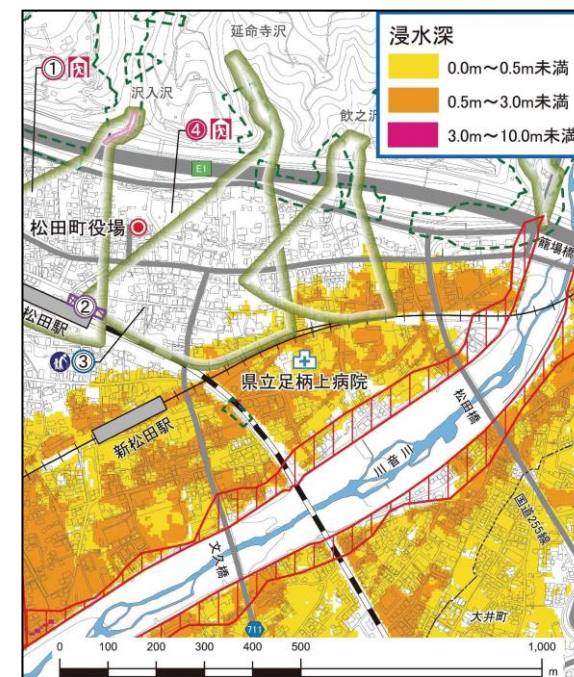 延命寺沢
浸水深
0.0m～0.5m未満
0.5m～3.0m未満
3.0m～10.0m未満
①
沢入沢
④
飲之沢
E1
松田町役場
籠場橋
②
松田駅
③
県立足柄上病院
新松田駅
松田橋
川音川
国道255線
文久橋
大井町
711
0 100 200 300 400 500 1,000
m